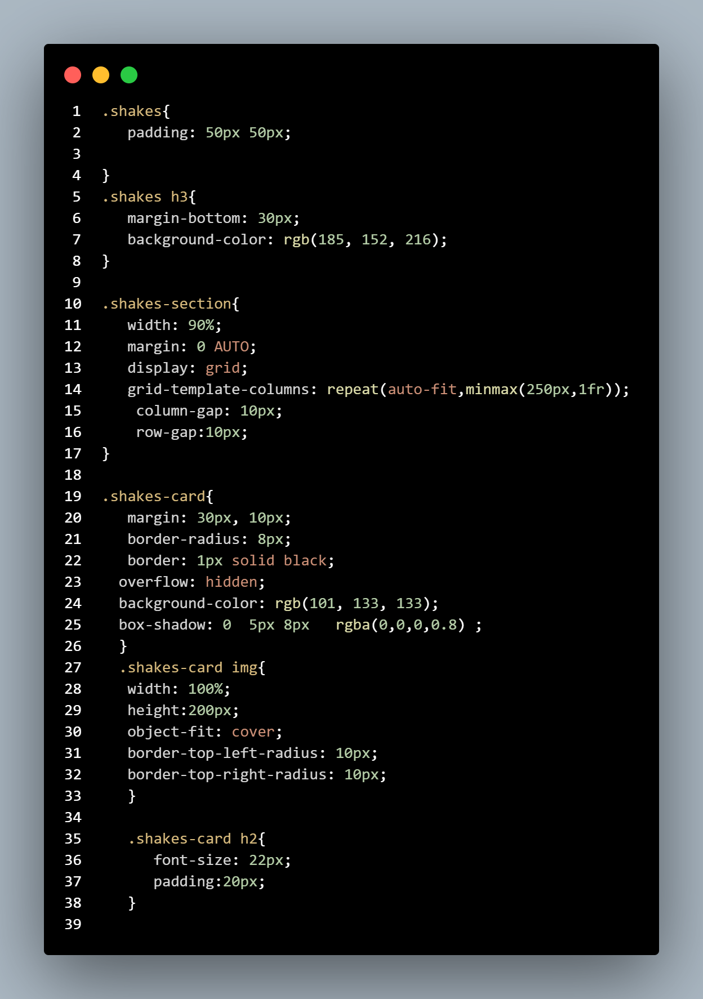 1 .shakes{
2    padding: 50px 50px;
3
4 }
5 .shakes h3{
6    margin-bottom: 30px;
7    background-color: rgb(185, 152, 216);
8 }
9
10 .shakes-section{
11    width: 90%;
12    margin: 0 AUTO;
13    display: grid;
14    grid-template-columns: repeat(auto-fit,minmax(250px,1fr));
15     column-gap: 10px;
16     row-gap:10px;
17 }
18
19 .shakes-card{
20    margin: 30px, 10px;
21    border-radius: 8px;
22    border: 1px solid black;
23   overflow: hidden;
24   background-color: rgb(101, 133, 133);
25   box-shadow: 0  5px 8px   rgba(0,0,0,0.8) ;
26   }
27   .shakes-card img{
28    width: 100%;
29    height:200px;
30    object-fit: cover;
31    border-top-left-radius: 10px;
32    border-top-right-radius: 10px;
33    }
34
35    .shakes-card h2{
36       font-size: 22px;
37       padding:20px;
38    }
39